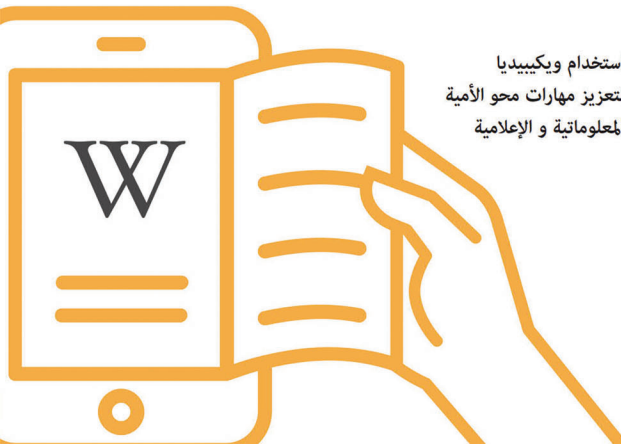 ستخدام ويكيبيديا
تعزيز مهارات محو الأمية
لمعلوماتية و الإعلامية
W